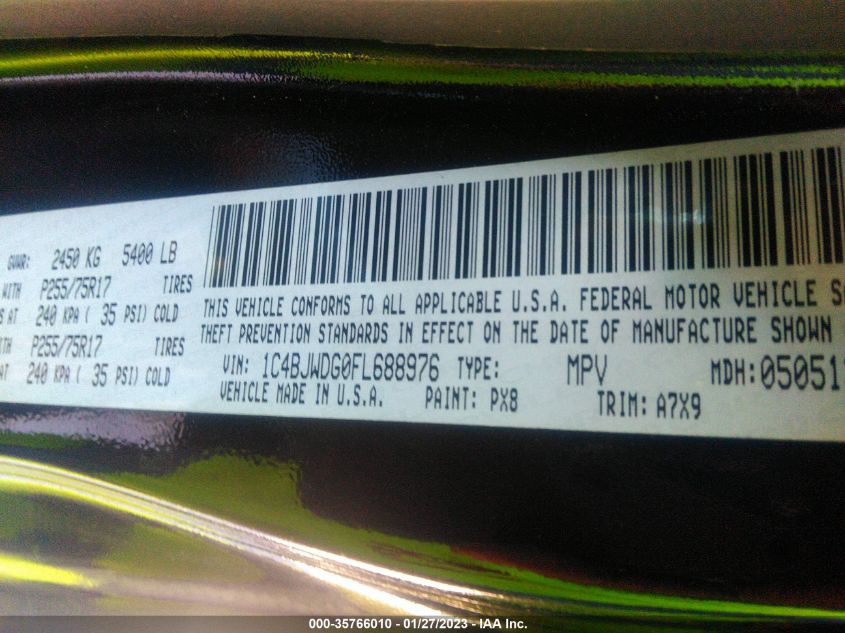 GVWR: 2450 KG 5400 LB
WITH P255/75R17 TIRES
S AT 240 KPA ( 35 PSI) COLD
ITH P255/75R17 TIRES
AT 240 KPA ( 35 PSI) COLD
THIS VEHICLE CONFORMS TO ALL APPLICABLE U.S.A. FEDERAL MOTOR VEHICLE S
THEFT PREVENTION STANDARDS IN EFFECT ON THE DATE OF MANUFACTURE SHOWN
VIN: 1C4BJWDG0FL688976 TYPE: MPV MDH: 05051
VEHICLE MADE IN U.S.A. PAINT: PX8 TRIM: A7X9
000-35766010 - 01/27/2023 - IAA Inc.